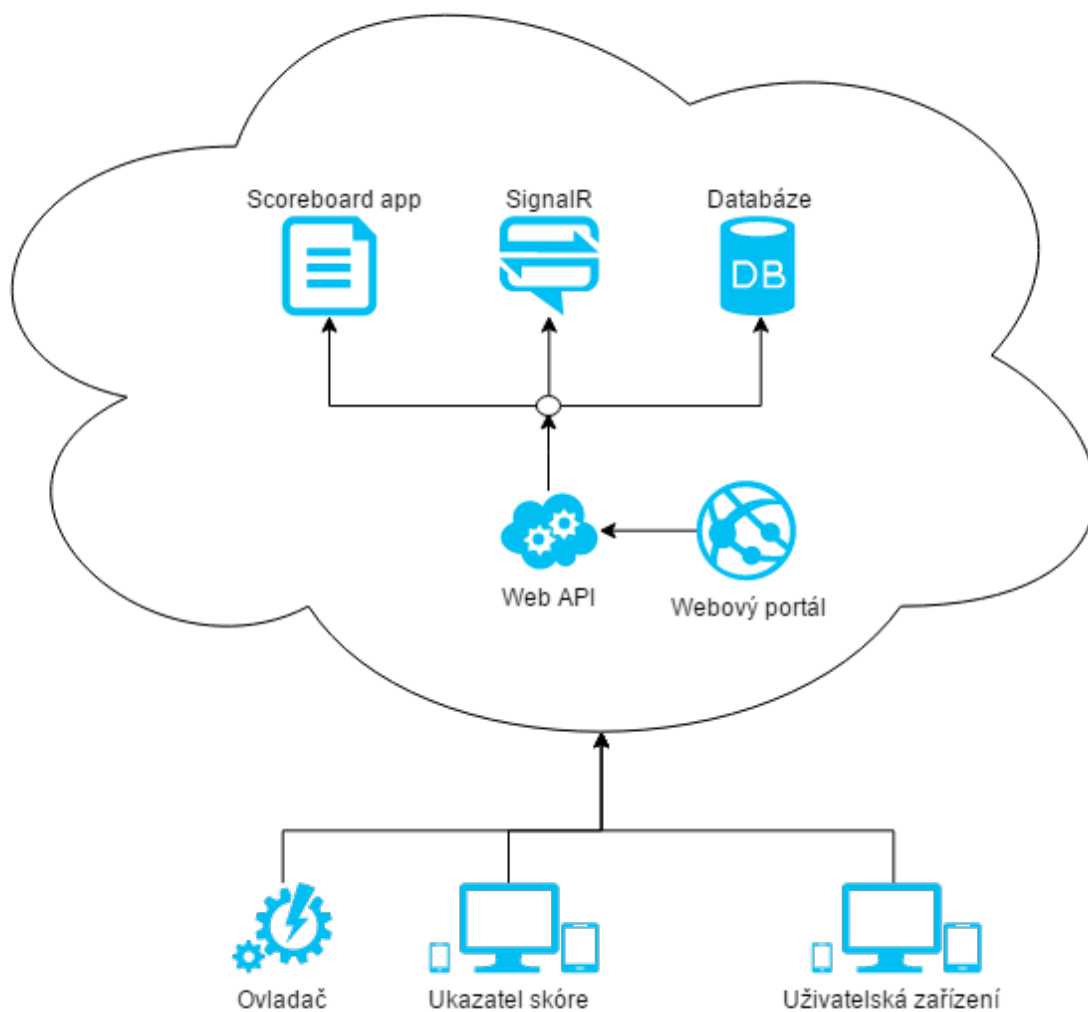 Scoreboard app
SignalR
Databáze
DB
Web API
Webový portál
Ovladač
Ukazatel skóre
Uživatelská zařízení